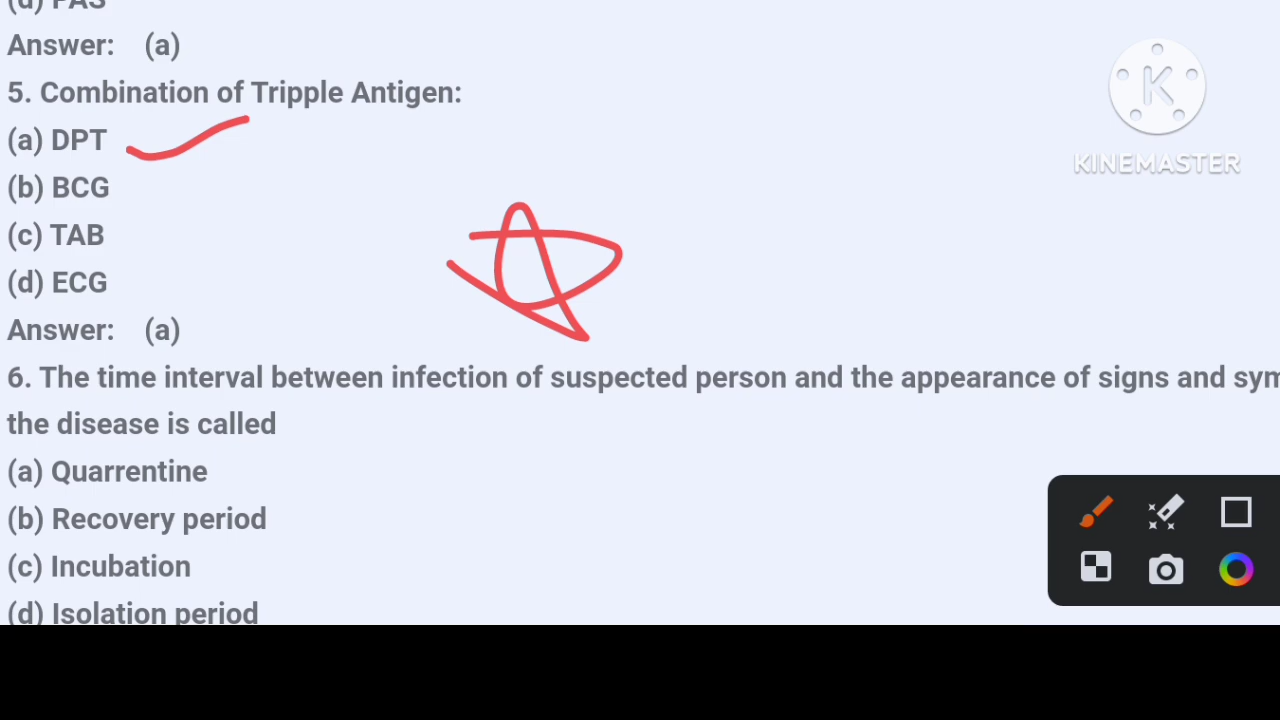 (d) PAS
Answer: (a)
5. Combination of Tripple Antigen:
(a) DPT
(b) BCG
(c) TAB
(d) ECG
Answer: (a)
6. The time interval between infection of suspected person and the appearance of signs and sym
the disease is called
(a) Quarrentine
(b) Recovery period
(c) Incubation
(d) Isolation period
K
KINEMASTER